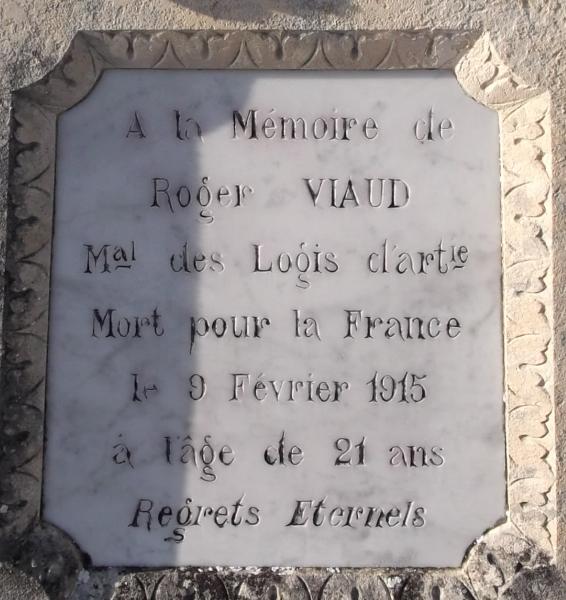 A la Mémoire de
Roger VIAUD
Mal des Logis d'artie
Mort pour la France
le 9 Février 1915
à l'âge de 21 ans
Regrets Eternels